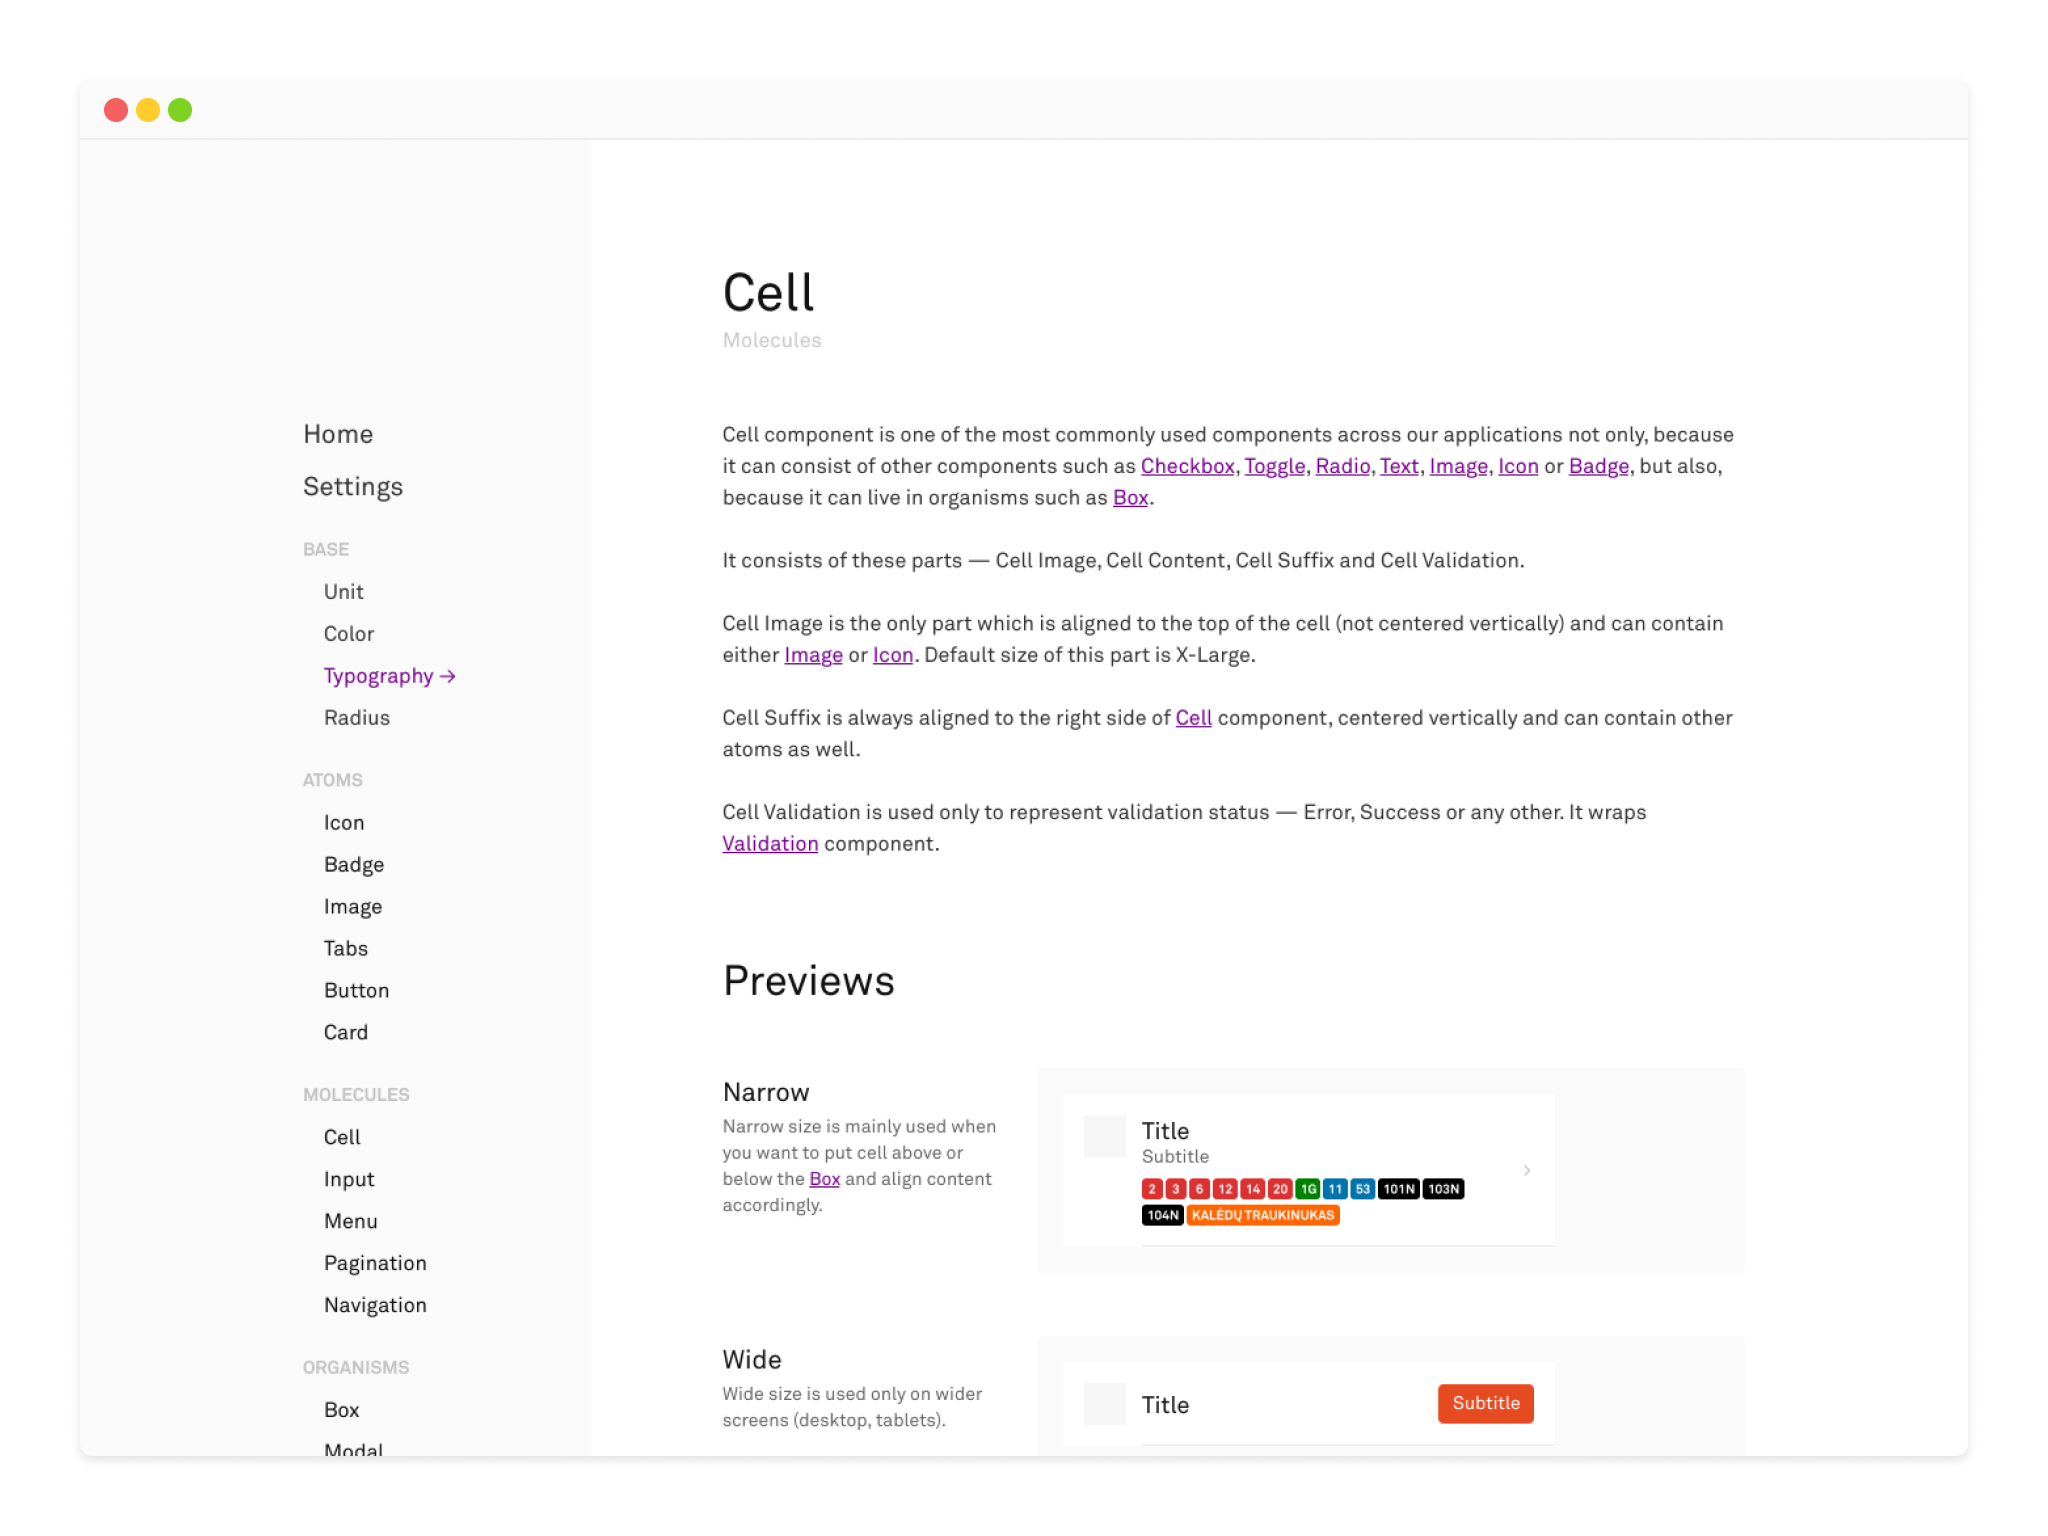 Home
Settings
BASE
Unit
Color
Typography →
Radius
ATOMS
Icon
Badge
Image
Tabs
Button
Card
MOLECULES
Cell
Input
Menu
Pagination
Navigation
ORGANISMS
Box
Modal
Cell
Molecules
Cell component is one of the most commonly used components across our applications not only, because
it can consist of other components such as Checkbox, Toggle, Radio, Text, Image, Icon or Badge, but also,
because it can live in organisms such as Box.
It consists of these parts — Cell Image, Cell Content, Cell Suffix and Cell Validation.
Cell Image is the only part which is aligned to the top of the cell (not centered vertically) and can contain
either Image or Icon. Default size of this part is X-Large.
Cell Suffix is always aligned to the right side of Cell component, centered vertically and can contain other
atoms as well.
Cell Validation is used only to represent validation status — Error, Success or any other. It wraps
Validation component.
Previews
Narrow
Narrow size is mainly used when
you want to put cell above or
below the Box and align content
accordingly.
Title
Subtitle
2 3 6 12 14 20 1G 11 53 101N 103N
104N KALĖDŲ TRAUKINUKAS
Wide
Wide size is used only on wider
screens (desktop, tablets).
Title
Subtitle